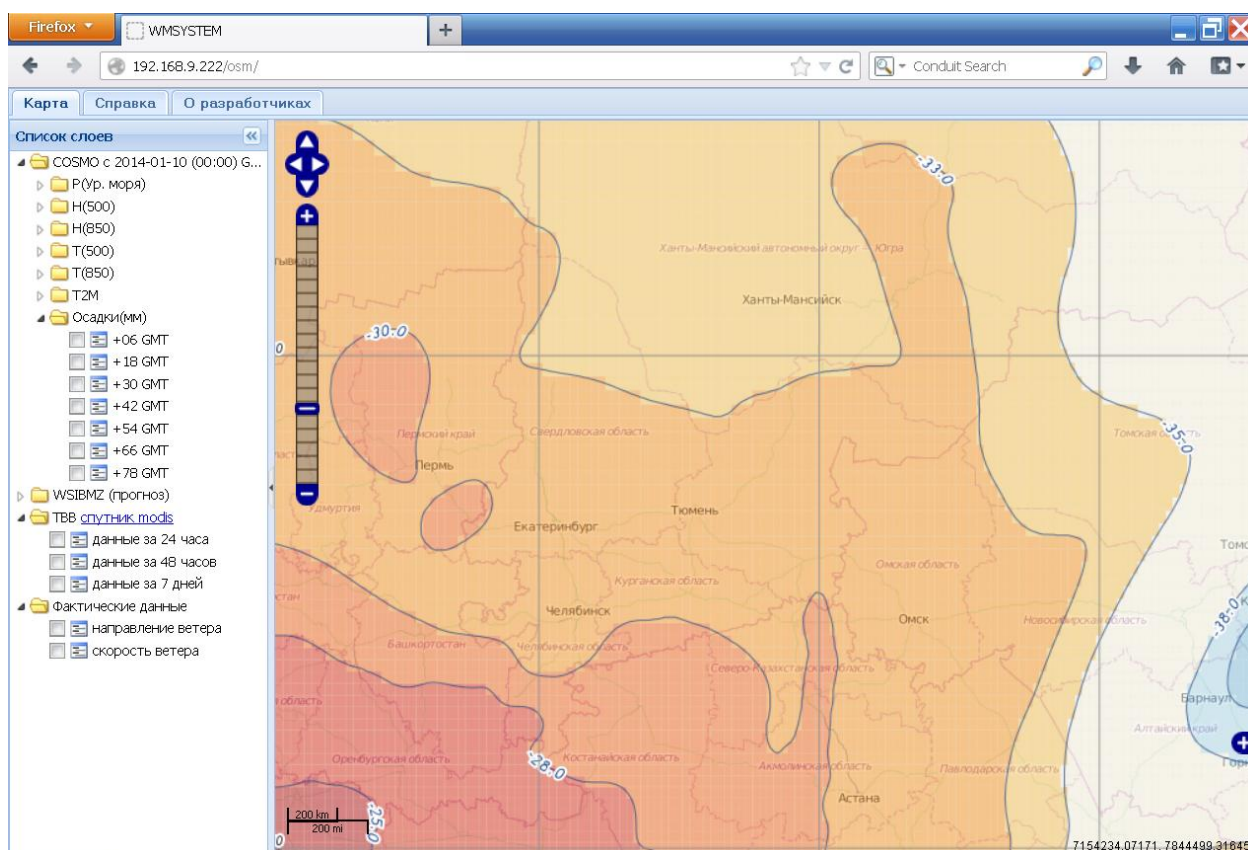 Firefox
WMSYSTEM
192.168.9.222/osm/
Conduit Search
Карта
Справка
О разработчиках
Список слоев
COSMO с 2014-01-10 (00:00) G...
P(Ур. моря)
H(500)
H(850)
T(500)
T(850)
T2M
Осадки(мм)
+06 GMT
+18 GMT
+30 GMT
+42 GMT
+54 GMT
+66 GMT
+78 GMT
WSIBMZ (прогноз)
TBB спутник modis
данные за 24 часа
данные за 48 часов
данные за 7 дней
Фактические данные
направление ветера
скорость ветера
-33.0
Ханты-Мансийский автономный округ – Югра
Ханты-Мансийск
-30.0
0
Пермский край
Свердловская область
Томская область
-35.0
Пермь
Удмуртия
Тюмень
Екатеринбург
Томс
Омская область
Курганская область
Челябинск
Омск
Новосибирская область
-38.0
Башкортостан
Челябинская область
Северо-Казахстанская область
Барнаул
Алтайский край
Оренбургская область
-28.0
Костанайская область
Акмолинская область
Павлодарская область
Астана
200 km
200 mi
-25.0
0
7154234.07171, 7844499.31645